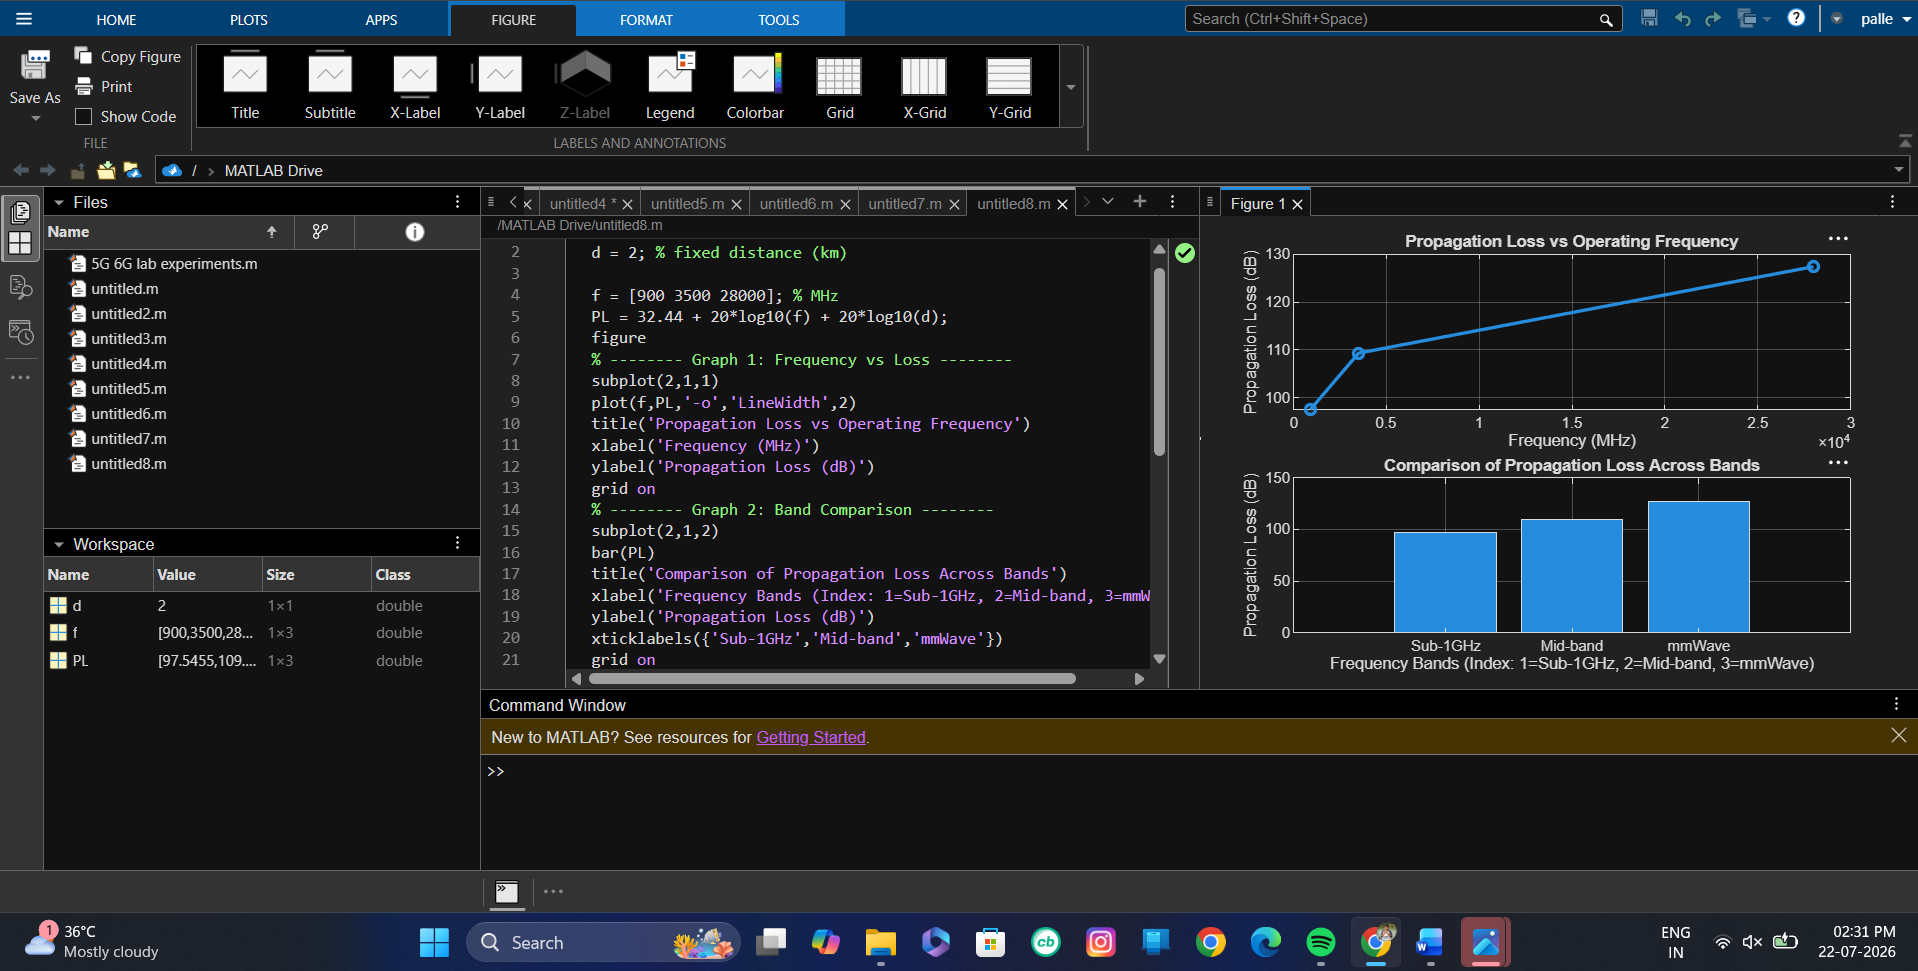 HOME PLOTS APPS FIGURE FORMAT TOOLS Search (Ctrl+Shift+Space) palle
Save As
Copy Figure
Print
Show Code
FILE
Title Subtitle X-Label Y-Label Z-Label Legend Colorbar Grid X-Grid Y-Grid
LABELS AND ANNOTATIONS
/ › MATLAB Drive
Files
Name
5G 6G lab experiments.m
untitled.m
untitled2.m
untitled3.m
untitled4.m
untitled5.m
untitled6.m
untitled7.m
untitled8.m
Workspace
Name Value Size Class
d 2 1×1 double
f [900,3500,28... 1×3 double
PL [97.5455,109.... 1×3 double
untitled4 * untitled5.m untitled6.m untitled7.m untitled8.m
/MATLAB Drive/untitled8.m
2 d = 2; % fixed distance (km)
3
4 f = [900 3500 28000]; % MHz
5 PL = 32.44 + 20*log10(f) + 20*log10(d);
6 figure
7 % -------- Graph 1: Frequency vs Loss --------
8 subplot(2,1,1)
9 plot(f,PL,'-o','LineWidth',2)
10 title('Propagation Loss vs Operating Frequency')
11 xlabel('Frequency (MHz)')
12 ylabel('Propagation Loss (dB)')
13 grid on
14 % -------- Graph 2: Band Comparison --------
15 subplot(2,1,2)
16 bar(PL)
17 title('Comparison of Propagation Loss Across Bands')
18 xlabel('Frequency Bands (Index: 1=Sub-1GHz, 2=Mid-band, 3=mmW
19 ylabel('Propagation Loss (dB)')
20 xticklabels({'Sub-1GHz','Mid-band','mmWave'})
21 grid on
Figure 1
Propagation Loss vs Operating Frequency
Propagation Loss (dB)
130
120
110
100
0 0.5 1 1.5 2 2.5 3
Frequency (MHz) ×10⁴
Comparison of Propagation Loss Across Bands
Propagation Loss (dB)
150
100
50
0
Sub-1GHz Mid-band mmWave
Frequency Bands (Index: 1=Sub-1GHz, 2=Mid-band, 3=mmWave)
Command Window
New to MATLAB? See resources for Getting Started.
>>
1
36°C
Mostly cloudy
Search
cb
W
ENG
IN
02:31 PM
22-07-2026